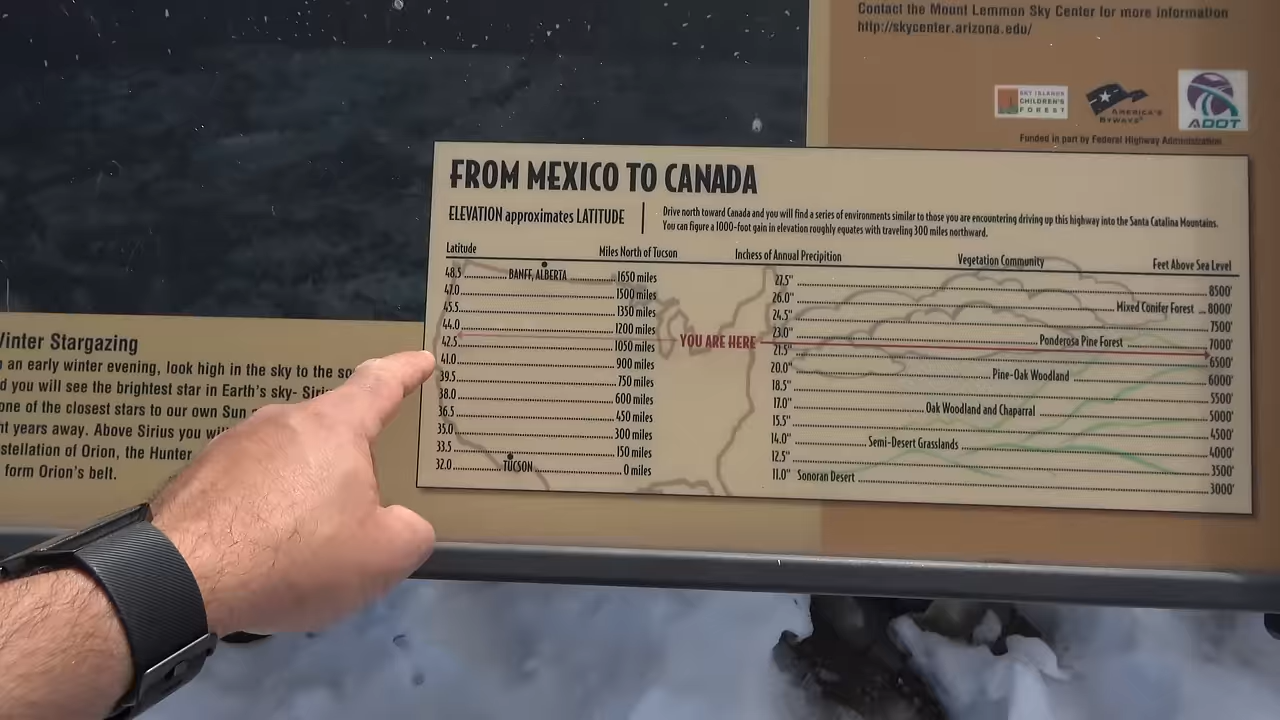 Contact the Mount Lemmon Sky Center for more information
http://skycenter.arizona.edu/
SKY ISLANDS
CHILDREN'S
FOREST
AMERICA'S
BYWAYS
ADOT
Funded in part by Federal Highway Administration
FROM MEXICO TO CANADA
ELEVATION approximates LATITUDE
Drive north toward Canada and you will find a series of environments similar to those you are encountering driving up this highway into the Santa Catalina Mountains.
You can figure a 1000-foot gain in elevation roughly equates with traveling 300 miles northward.
Latitude Miles North of Tucson Inchess of Annual Precipition Vegetation Community Feet Above Sea Level
48.5 BANFF, ALBERTA 1650 miles 27.5" 8500'
47.0 1500 miles 26.0" Mixed Conifer Forest 8000'
45.5 1350 miles 24.5" 7500'
44.0 1200 miles 23.0" Ponderosa Pine Forest 7000'
YOU ARE HERE
42.5 1050 miles 21.5" 6500'
41.0 900 miles 20.0" Pine-Oak Woodland 6000'
39.5 750 miles 18.5" 5500'
38.0 600 miles 17.0" Oak Woodland and Chaparral 5000'
36.5 450 miles 15.5" 4500'
35.0 300 miles 14.0" Semi-Desert Grasslands 4000'
33.5 150 miles 12.5" 3500'
32.0 TUCSON 0 miles 11.0" Sonoran Desert 3000'
Winter Stargazing
an early winter evening, look high in the sky to the
you will see the brightest star in Earth's sky-
one of the closest stars to our own Sun
years away. Above Sirius you
of Orion, the Hunter
form Orion's belt.